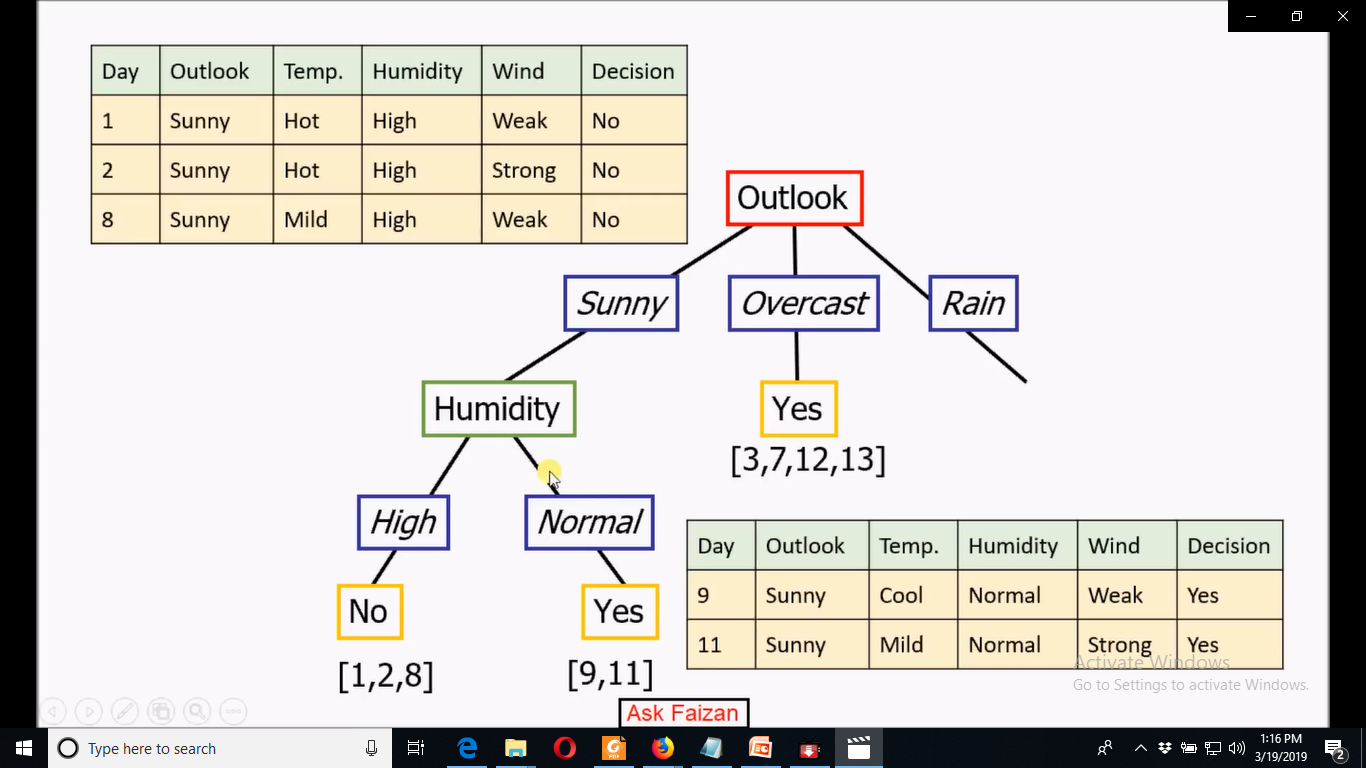 Day Outlook Temp. Humidity Wind Decision
1 Sunny Hot High Weak No
2 Sunny Hot High Strong No
8 Sunny Mild High Weak No
Outlook
Sunny Overcast Rain
Humidity Yes
[3,7,12,13]
High Normal
No Yes
[1,2,8] [9,11]
Day Outlook Temp. Humidity Wind Decision
9 Sunny Cool Normal Weak Yes
11 Sunny Mild Normal Strong Yes
Activate Windows
Go to Settings to activate Windows.
Ask Faizan
Type here to search
1:16 PM
3/19/2019
2